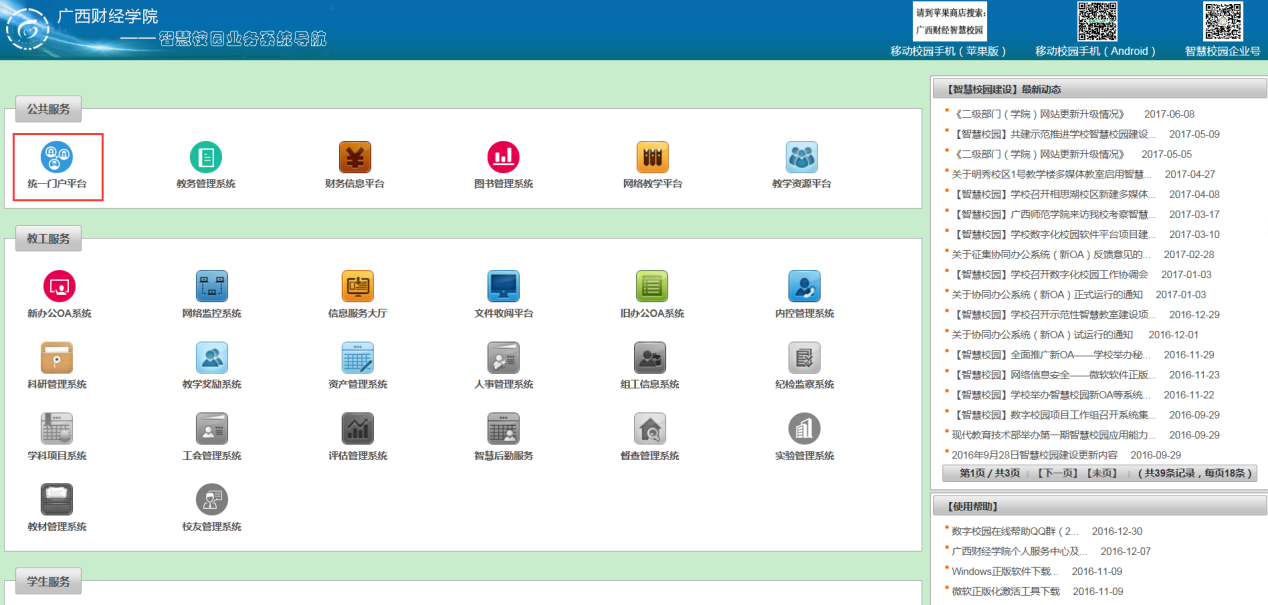 广西财经学院
——智慧校园业务系统导航
请到苹果商店搜索:
广西财经智慧校园
移动校园手机（苹果版）
移动校园手机（Android）
智慧校园企业号
公共服务
统一门户平台
教务管理系统
财务信息平台
图书管理系统
网络教学平台
教学资源平台
教工服务
新办公OA系统
网络监控系统
信息服务大厅
文件收阅平台
旧办公OA系统
内控管理系统
科研管理系统
教学奖励系统
资产管理系统
人事管理系统
组工信息系统
纪检监察系统
学科项目系统
工会管理系统
评估管理系统
智慧后勤服务
督查管理系统
实验管理系统
教材管理系统
校友管理系统
学生服务
【智慧校园建设】最新动态
《二级部门（学院）网站更新升级情况》 2017-06-08
【智慧校园】共建示范推进学校智慧校园建设... 2017-05-09
《二级部门（学院）网站更新升级情况》 2017-05-05
关于明秀校区1号教学楼多媒体教室启用智慧... 2017-04-27
【智慧校园】学校召开相思湖校区新建多媒体... 2017-04-08
【智慧校园】广西师范学院来访我校考察智慧... 2017-03-17
【智慧校园】学校数字化校园软件平台项目建... 2017-03-10
关于征集协同办公系统（新OA）反馈意见的... 2017-02-28
【智慧校园】学校召开数字化校园工作协调会 2017-01-03
关于协同办公系统（新OA）正式运行的通知 2017-01-03
【智慧校园】学校召开示范性智慧教室建设项... 2016-12-29
关于协同办公系统（新OA）试运行的通知 2016-12-01
【智慧校园】全面推广新OA——学校举办秘... 2016-11-29
【智慧校园】网络信息安全——微软软件正版... 2016-11-23
【智慧校园】学校举办智慧校园新OA等系统... 2016-11-22
【智慧校园】数字校园项目工作组召开系统集... 2016-09-29
现代教育技术部举办第一期智慧校园应用能力... 2016-09-29
2016年9月28日智慧校园建设更新内容 2016-09-29
第1页 / 共3页 | 【下一页】【末页】 | （共39条记录，每页18条）
【使用帮助】
数字校园在线帮助QQ群（2... 2016-12-30
广西财经学院个人服务中心及... 2016-12-07
Windows正版软件下载... 2016-11-09
微软正版化激活工具下载 2016-11-09